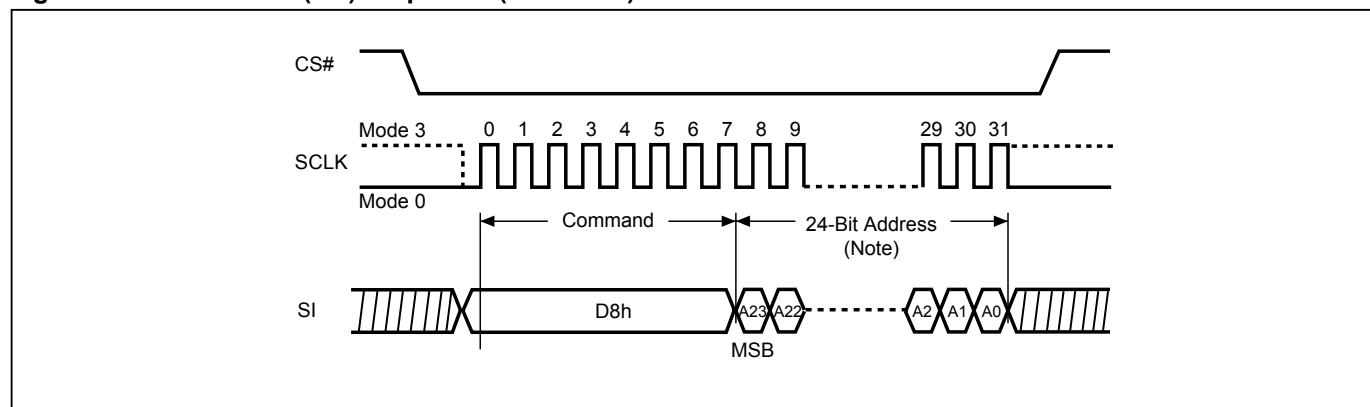 CS#
Mode 3 0 1 2 3 4 5 6 7 8 9 29 30 31
SCLK
Mode 0
Command 24-Bit Address
(Note)
SI D8h A23 A22 A2 A1 A0
MSB